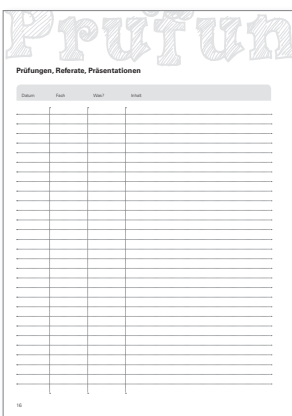 Prüfun
Prüfungen, Referate, Präsentationen
Datum Fach Was? Inhalt
16